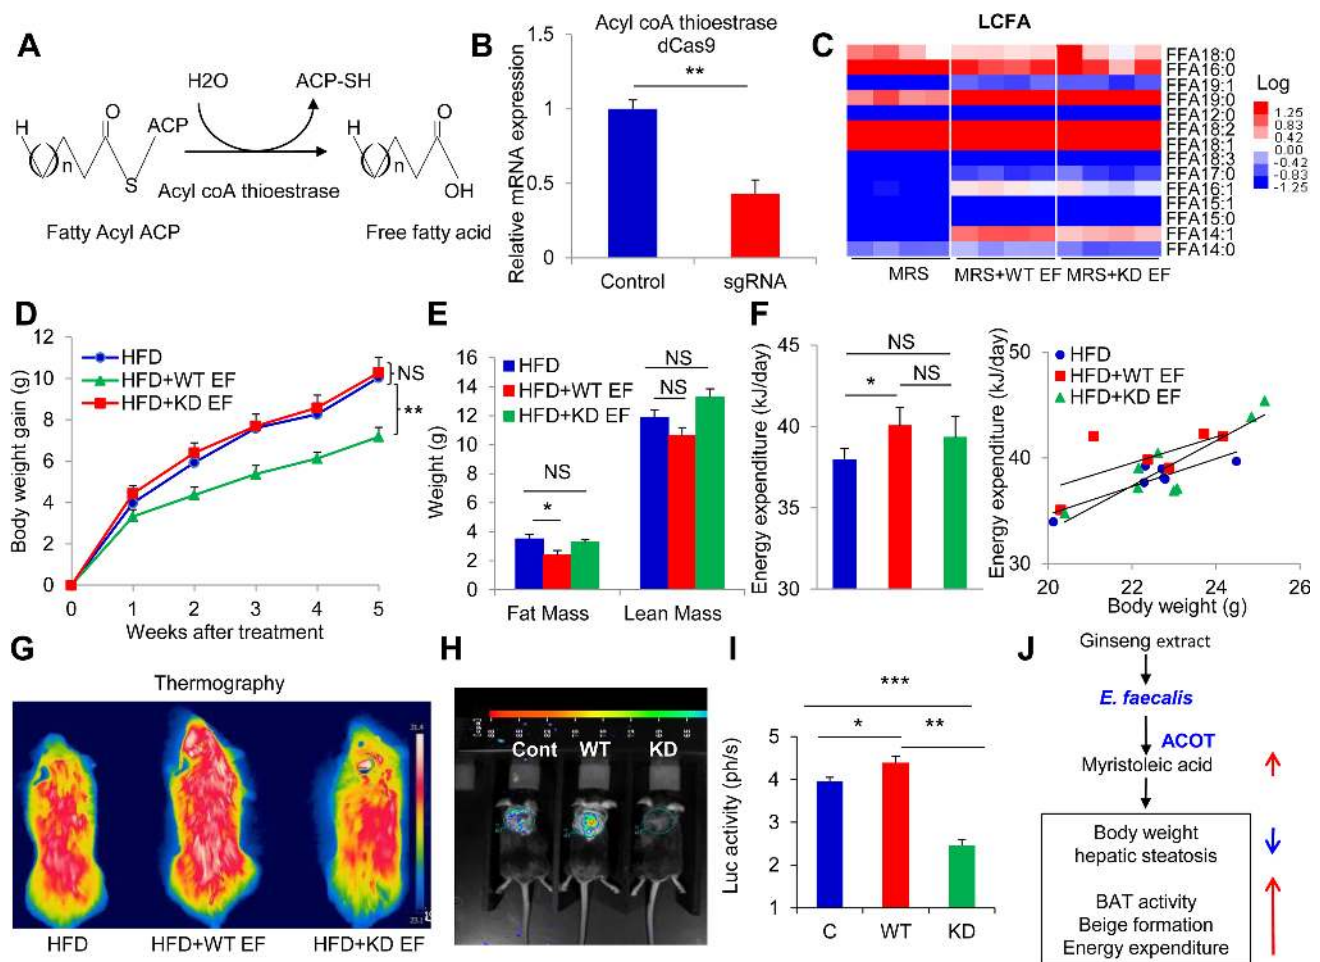 A
H2O
ACP-SH
H
O
ACP
n
S
Acyl coA thioestrase
Fatty Acyl ACP
H
O
n
OH
Free fatty acid
B
Acyl coA thioestrase
dCas9
Relative mRNA expression
1.5
1
0.5
0
**
Control
sgRNA
C
LCFA
FFA18:0
FFA16:0
FFA19:1
FFA19:0
FFA12:0
FFA18:2
FFA18:1
FFA18:3
FFA17:0
FFA16:1
FFA15:1
FFA15:0
FFA14:1
FFA14:0
MRS
MRS+WT EF
MRS+KD EF
Log
1.25
0.83
0.42
0.00
-0.42
-0.83
-1.25
D
Body weight gain (g)
12
10
8
6
4
2
0
HFD
HFD+WT EF
HFD+KD EF
NS
**
0 1 2 3 4 5
Weeks after treatment
E
Weight (g)
16
14
12
10
8
6
4
2
0
HFD
HFD+WT EF
HFD+KD EF
NS
*
NS
NS
Fat Mass
Lean Mass
F
Energy expenditure (kJ/day)
45
40
35
30
NS
*
NS
Energy expenditure (kJ/day)
50
40
30
HFD
HFD+WT EF
HFD+KD EF
20 22 24 26
Body weight (g)
G
Thermography
31.4
23.1
HFD
HFD+WT EF
HFD+KD EF
H
Cont
WT
KD
I
Luc activity (ph/s)
5
4
3
2
1
***
*
**
C
WT
KD
J
Ginseng extract
E. faecalis
ACOT
Myristoleic acid
Body weight
hepatic steatosis
BAT activity
Beige formation
Energy expenditure